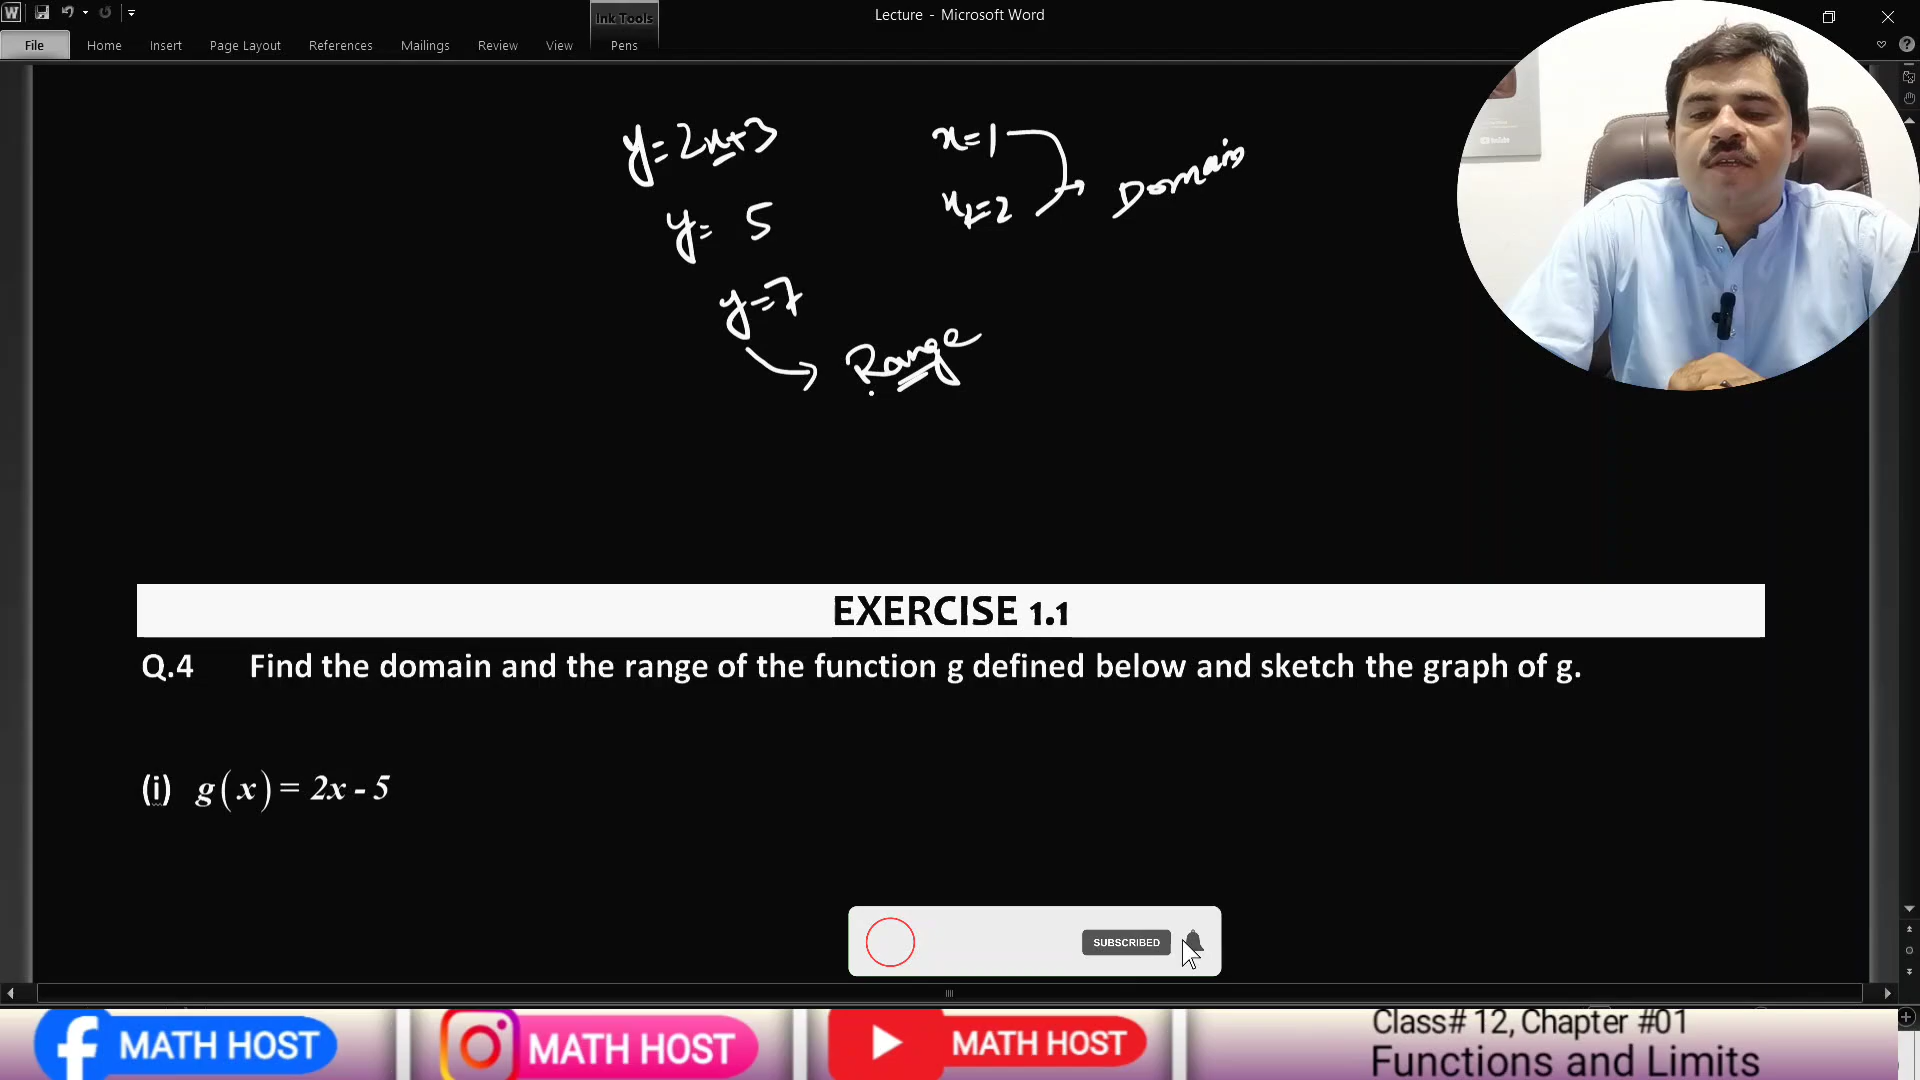 Ink Tools
Lecture - Microsoft Word
File Home Insert Page Layout References Mailings Review View Pens
y=2x+3 x=1
x=2 Domain
y= 5
y=7
Range
EXERCISE 1.1
Q.4 Find the domain and the range of the function g defined below and sketch the graph of g.
(i) g(x) = 2x - 5
SUBSCRIBED
MATH HOST MATH HOST MATH HOST
Class# 12, Chapter #01
Functions and Limits